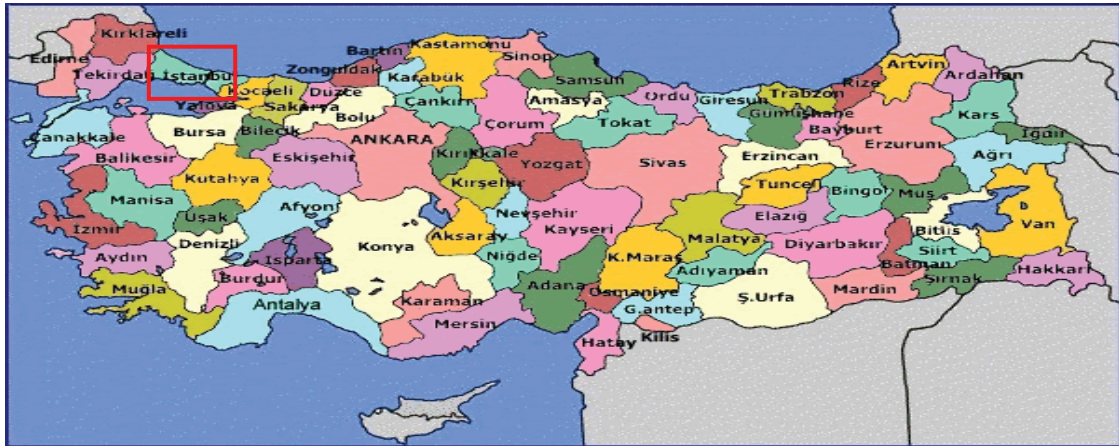 Kırklareli
Edirne
Tekirdağ
İstanbul
Kocaeli
Yalova
Sakarya
Düzce
Zonguldak
Bartın
Karabük
Kastamonu
Sinop
Samsun
Ordu
Giresun
Trabzon
Rize
Artvin
Ardahan
Çanakkale
Bursa
Bilecik
Bolu
Çankırı
Çorum
Amasya
Tokat
Gümüşhane
Bayburt
Erzurum
Kars
Iğdır
Balikesir
Kutahya
Eskişehir
ANKARA
Kırıkkale
Yozgat
Sivas
Erzincan
Ağrı
Manisa
Uşak
Afyon
Kırşehir
Nevşehir
Kayseri
Malatya
Tuncel
Elazığ
Bingöl
Muş
Bitlis
Van
İzmir
Aydın
Denizli
Isparta
Konya
Aksaray
Niğde
K.Maraş
Adıyaman
Diyarbakır
Batman
Siirt
Şırnak
Hakkari
Muğla
Burdur
Antalya
Karaman
Mersin
Adana
Osmaniye
G.antep
Ş.Urfa
Mardin
Hatay
Kilis